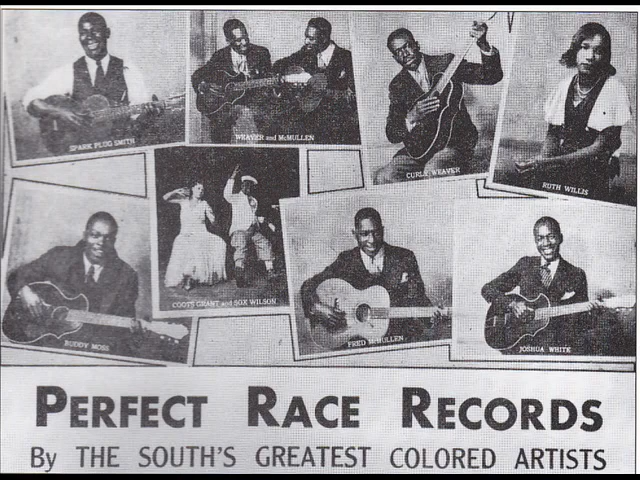 SPARK PLUG SMITH
WEAVER and McMULLEN
CURLY WEAVER
RUTH WILLIS
BUDDY MOSS
COOTS GRANT and SOX WILSON
FRED McMULLEN
JOSHUA WHITE
PERFECT RACE RECORDS
By THE SOUTH'S GREATEST COLORED ARTISTS